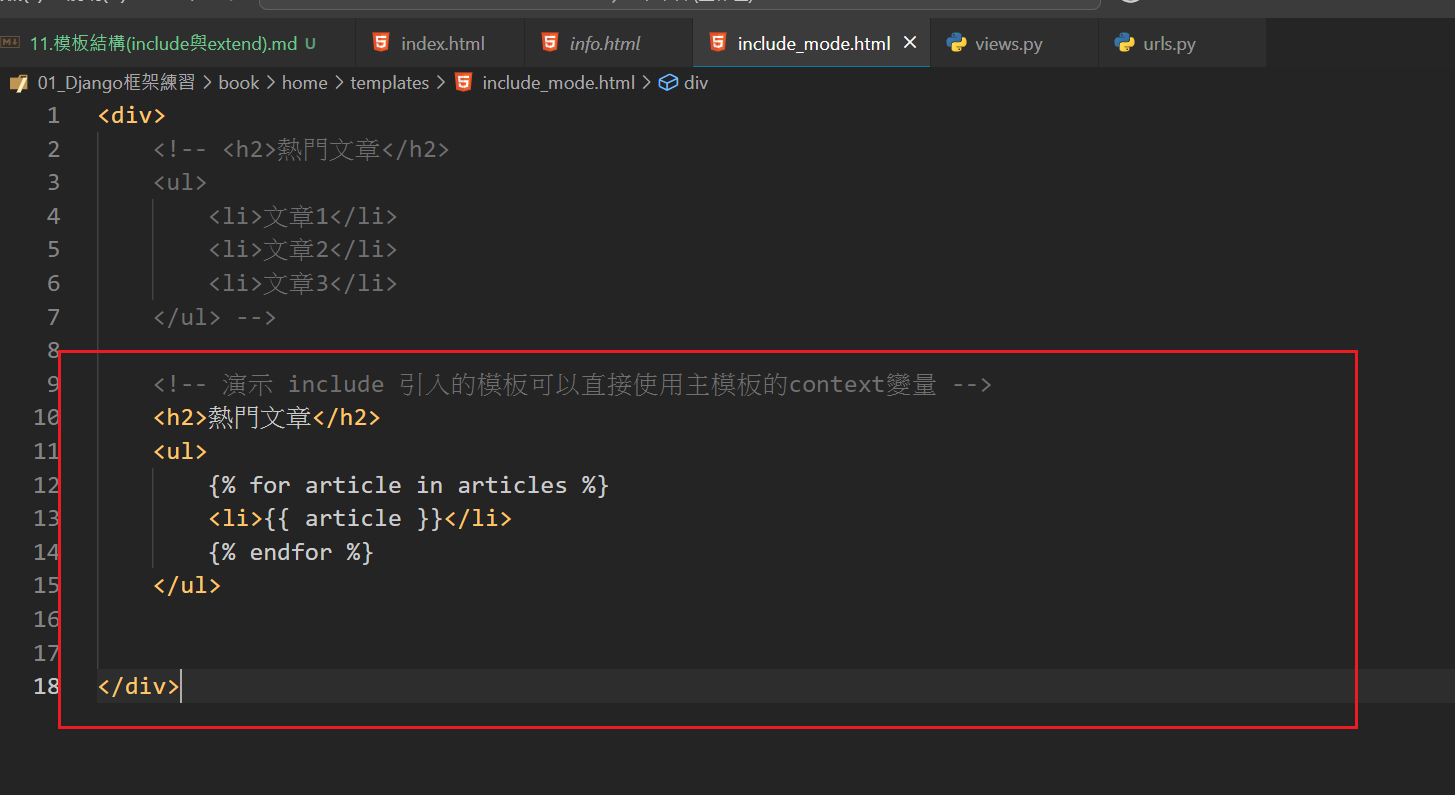 11.模板結構(include與extend).md U index.html info.html include_mode.html views.py urls.py
01_Django框架練習 > book > home > templates > include_mode.html > div
1 <div>
2 <!-- <h2>熱門文章</h2>
3 <ul>
4 <li>文章1</li>
5 <li>文章2</li>
6 <li>文章3</li>
7 </ul> -->
8
9 <!-- 演示 include 引入的模板可以直接使用主模板的context變量 -->
10 <h2>熱門文章</h2>
11 <ul>
12 {% for article in articles %}
13 <li>{{ article }}</li>
14 {% endfor %}
15 </ul>
16
17
18 </div>